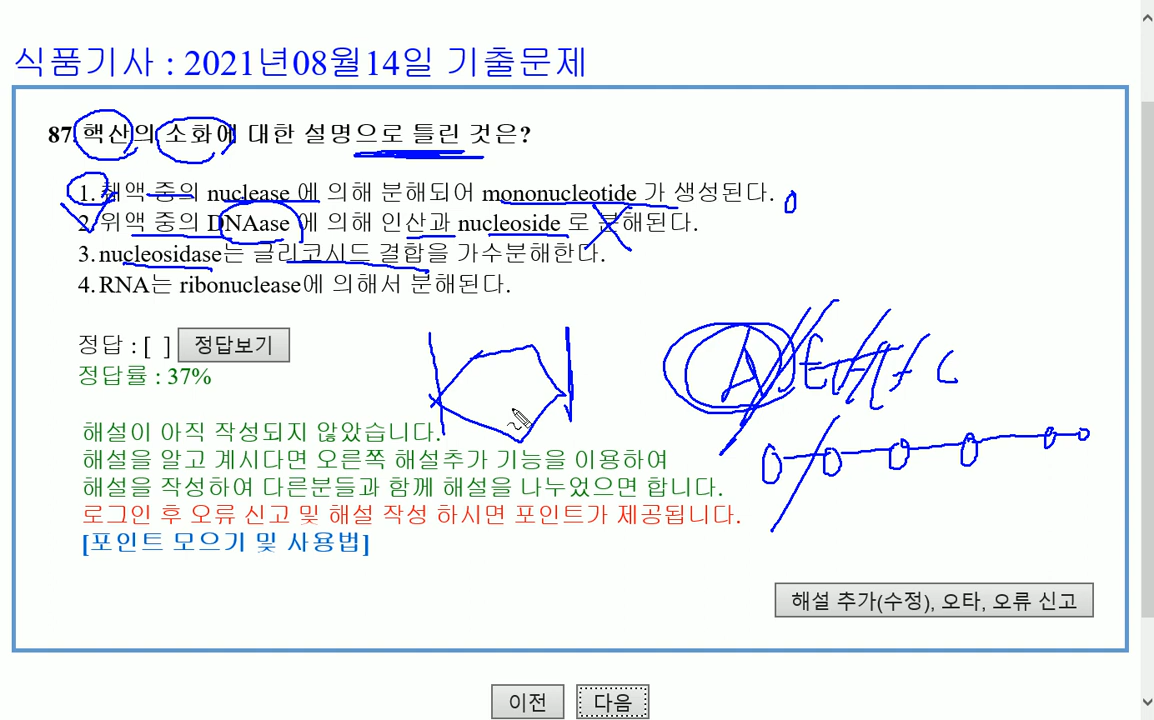 식품기사 : 2021년08월14일 기출문제
87. 핵산의 소화에 대한 설명으로 틀린 것은?
1. 췌액 중의 nuclease 에 의해 분해되어 mononucleotide 가 생성된다.
2. 위액 중의 DNAase 에 의해 인산과 nucleoside 로 분해된다.
3. nucleosidase는 글리코시드 결합을 가수분해한다.
4. RNA는 ribonuclease에 의해서 분해된다.
정답 : [ ] 정답보기
정답률 : 37%
해설이 아직 작성되지 않았습니다.
해설을 알고 계시다면 오른쪽 해설추가 기능을 이용하여
해설을 작성하여 다른분들과 함께 해설을 나누었으면 합니다.
로그인 후 오류 신고 및 해설 작성 하시면 포인트가 제공됩니다.
[포인트 모으기 및 사용법]
해설 추가(수정), 오타, 오류 신고
이전 다음